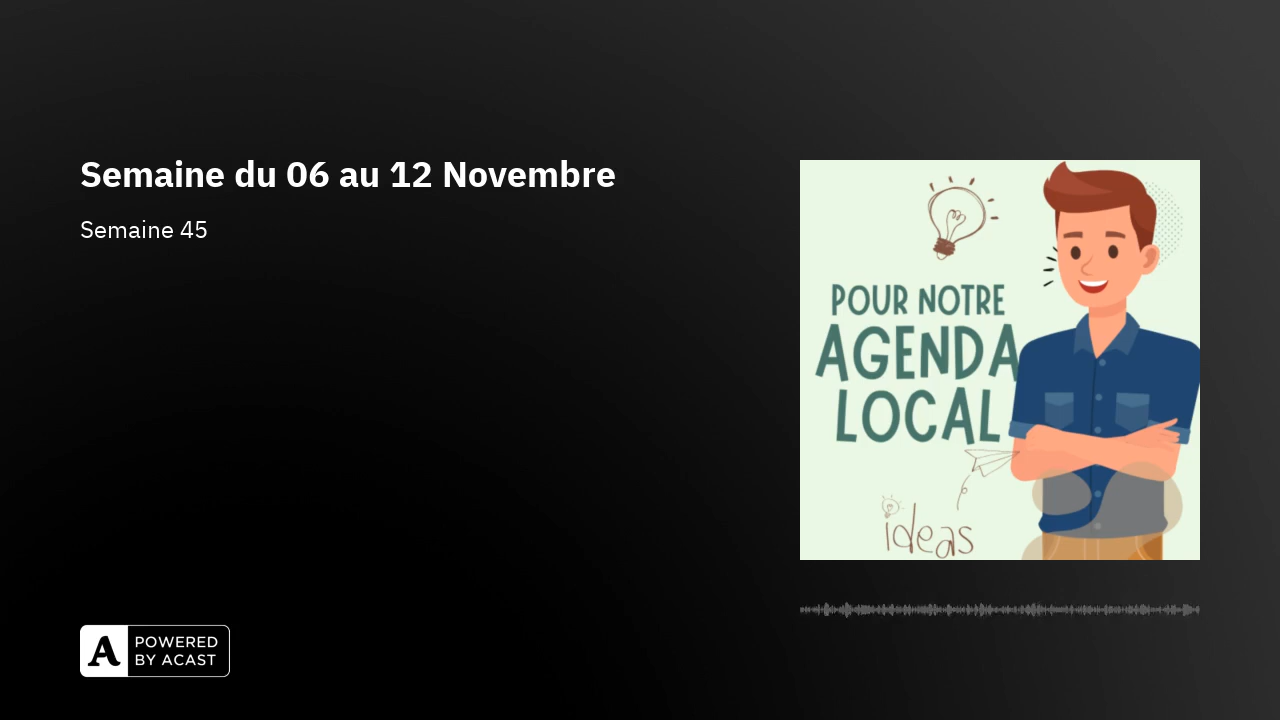 Semaine du 06 au 12 Novembre
Semaine 45
POUR NOTRE
AGENDA
LOCAL
ideas
A POWERED
BY ACAST